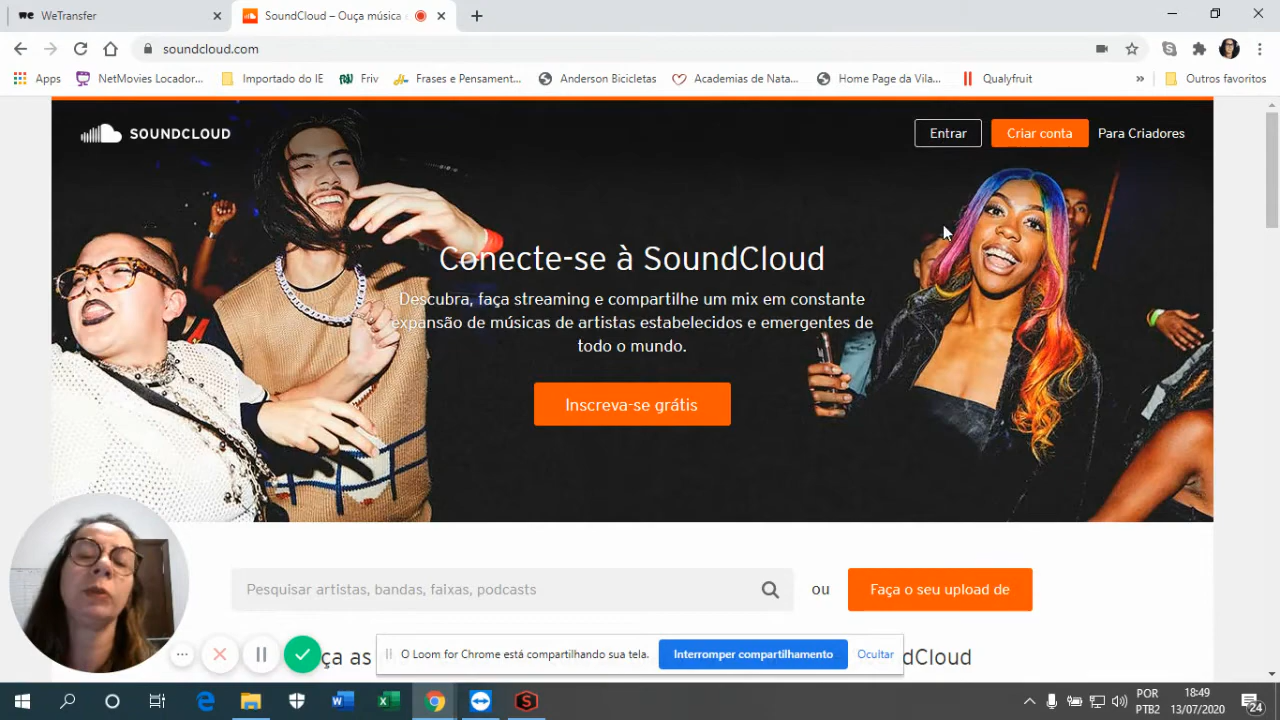 WeTransfer
SoundCloud – Ouça música
soundcloud.com
Apps
NetMovies Locador...
Importado do IE
Friv
Frases e Pensament...
Anderson Bicicletas
Academias de Nata...
Home Page da Vila...
Qualyfruit
»
Outros favoritos
SOUNDCLOUD
Entrar
Criar conta
Para Criadores
Conecte-se à SoundCloud
Descubra, faça streaming e compartilhe um mix em constante
expansão de músicas de artistas estabelecidos e emergentes de
todo o mundo.
Inscreva-se grátis
Pesquisar artistas, bandas, faixas, podcasts
ou
Faça o seu upload de
O Loom for Chrome está compartilhando sua tela.
Interromper compartilhamento
Ocultar
ça as
dCloud
POR
PTB2
18:49
13/07/2020
24